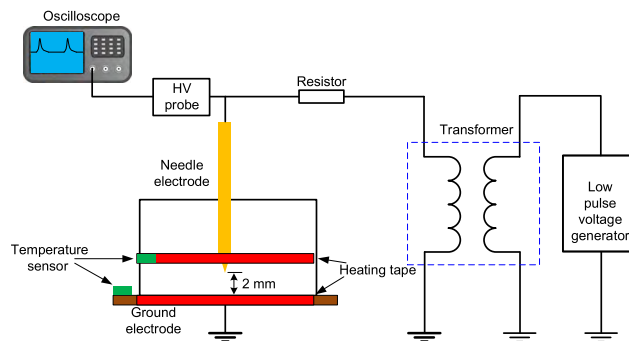 Oscilloscope
HV
probe
Resistor
Transformer
Needle
electrode
Low
pulse
voltage
generator
Temperature
sensor
Heating tape
2 mm
Ground
electrode